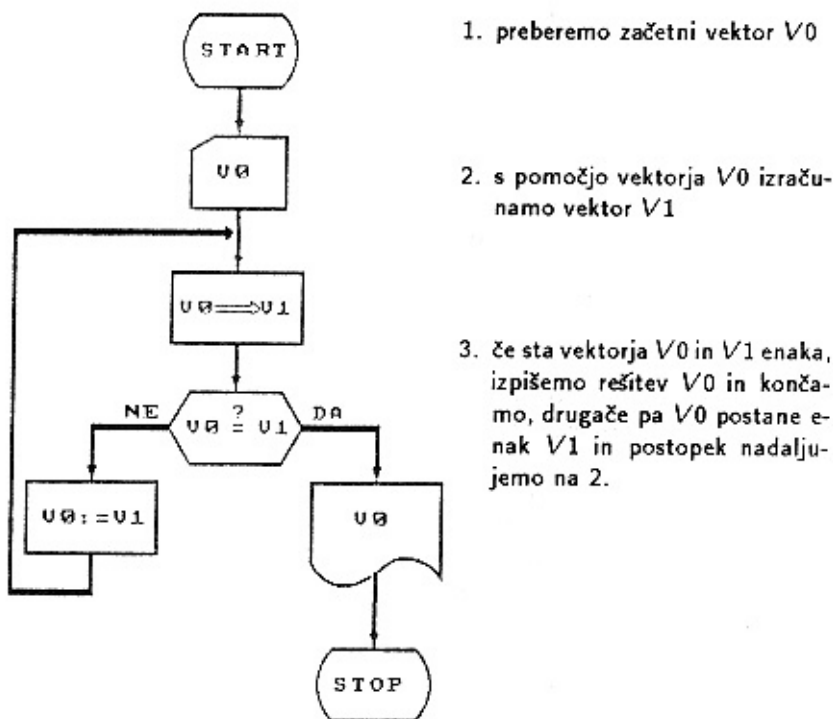 START
V0
V0⟹V1
?
V0 = V1
NE
DA
V0:=V1
V0
STOP
1. preberemo začetni vektor V0
2. s pomočjo vektorja V0 izraču-
namo vektor V1
3. če sta vektorja V0 in V1 enaka,
izpišemo rešitev V0 in konča-
mo, drugače pa V0 postane e-
nak V1 in postopek nadalju-
jemo na 2.